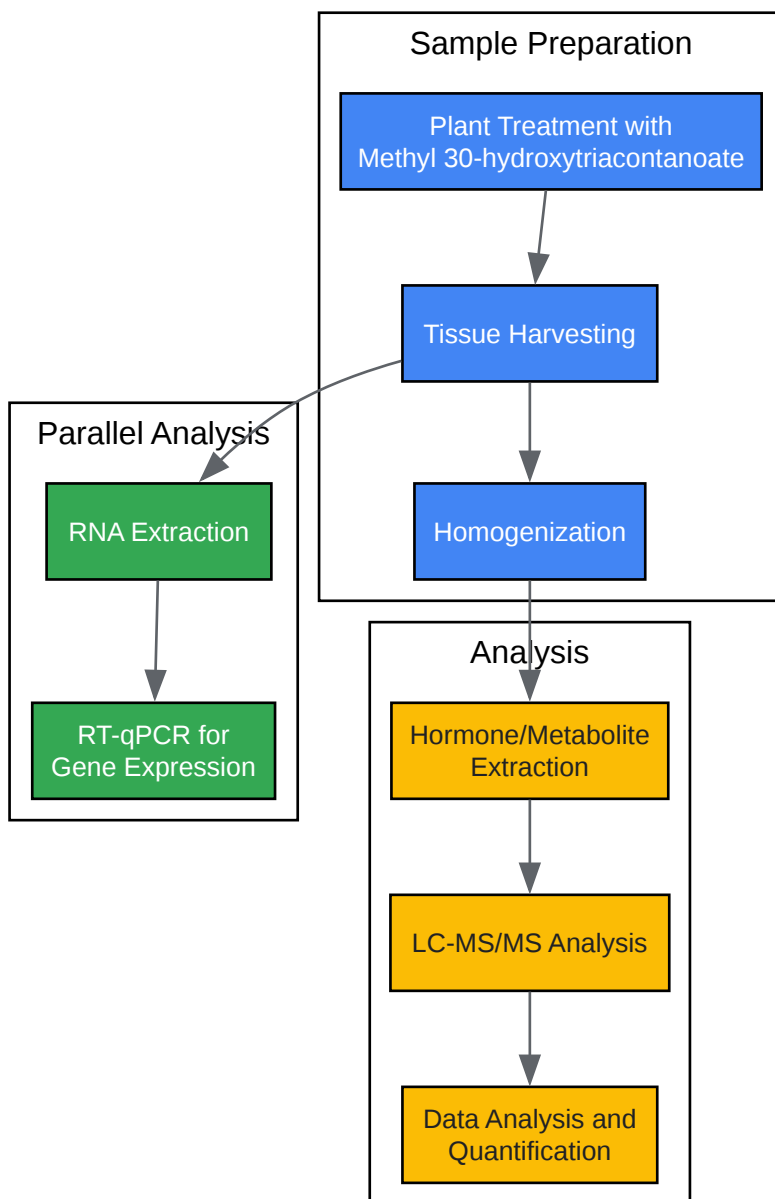 Sample Preparation
Plant Treatment with
Methyl 30-hydroxytriacontanoate
Tissue Harvesting
Parallel Analysis
RNA Extraction
Homogenization
Analysis
RT-qPCR for
Gene Expression
Hormone/Metabolite
Extraction
LC-MS/MS Analysis
Data Analysis and
Quantification